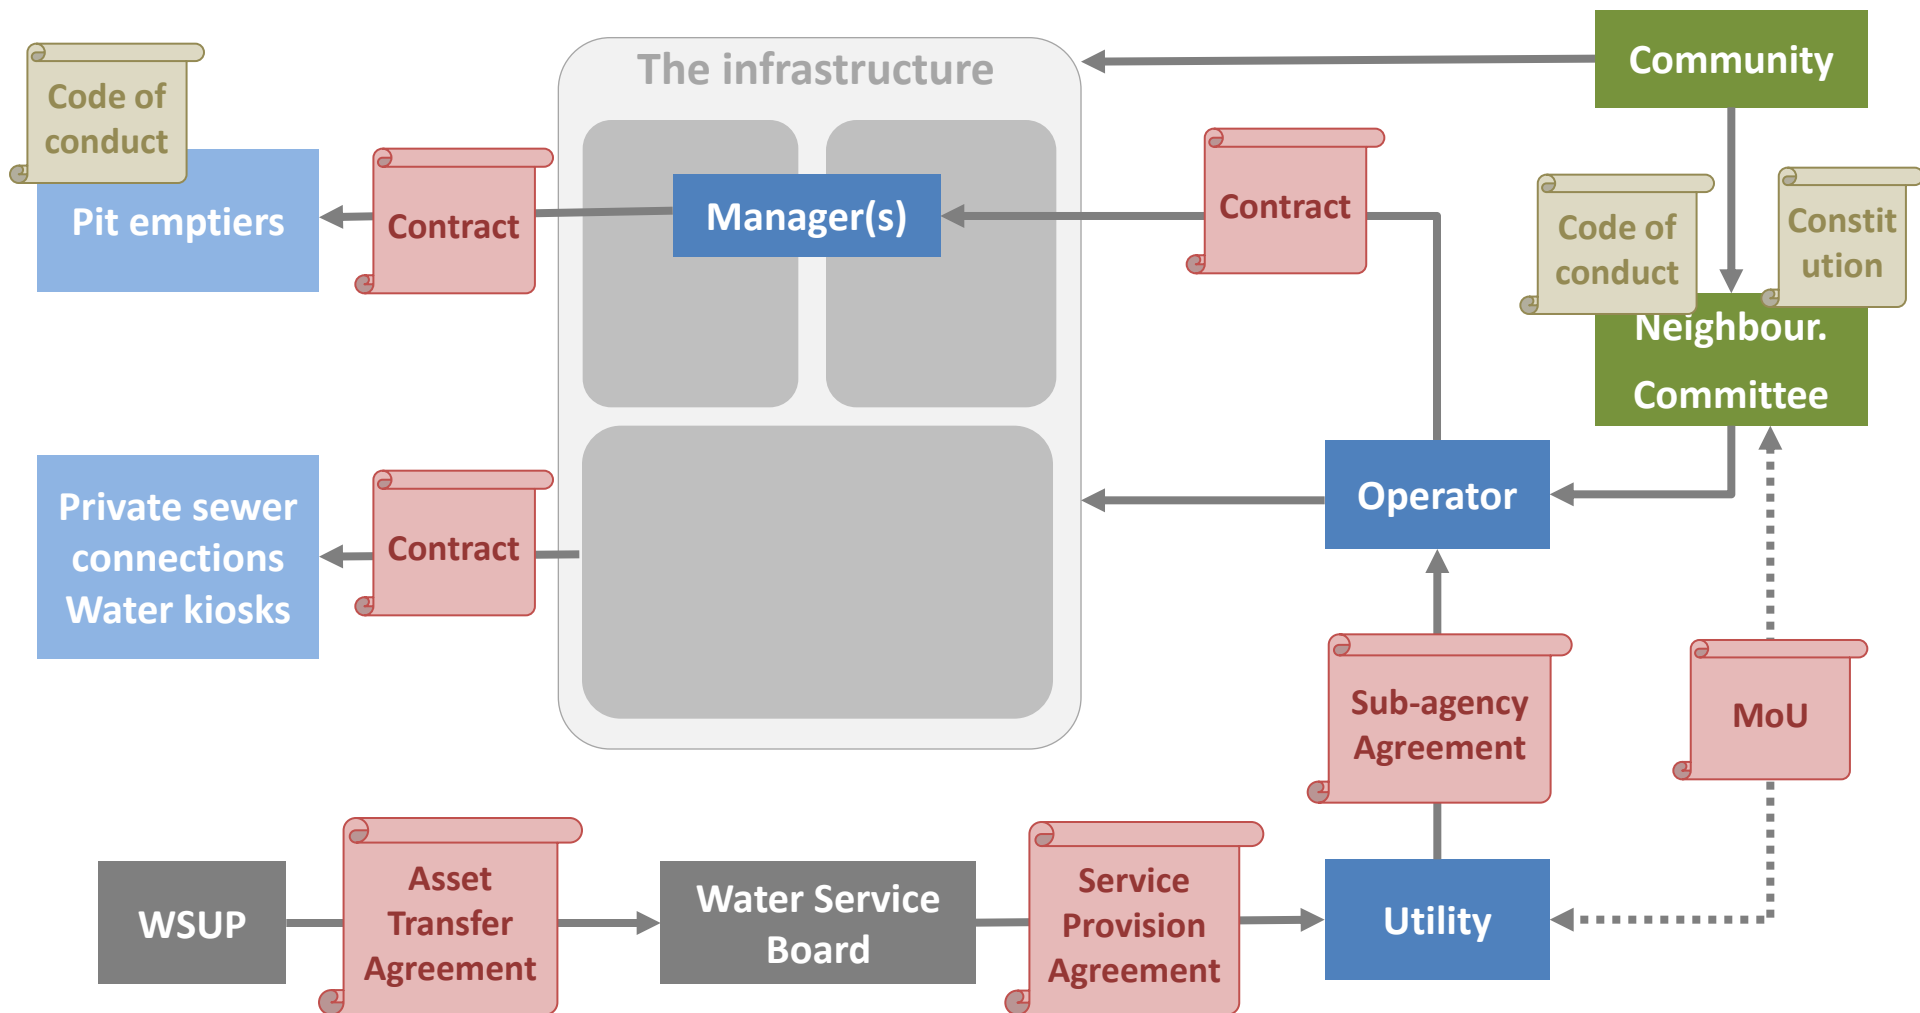 The infrastructure
Community
Code of
conduct
Pit emptiers
Contract
Manager(s)
Contract
Code of
conduct
Constit
ution
Neighbour.
Committee
Private sewer
connections
Water kiosks
Contract
Operator
Sub-agency
Agreement
MoU
WSUP
Asset
Transfer
Agreement
Water Service
Board
Service
Provision
Agreement
Utility